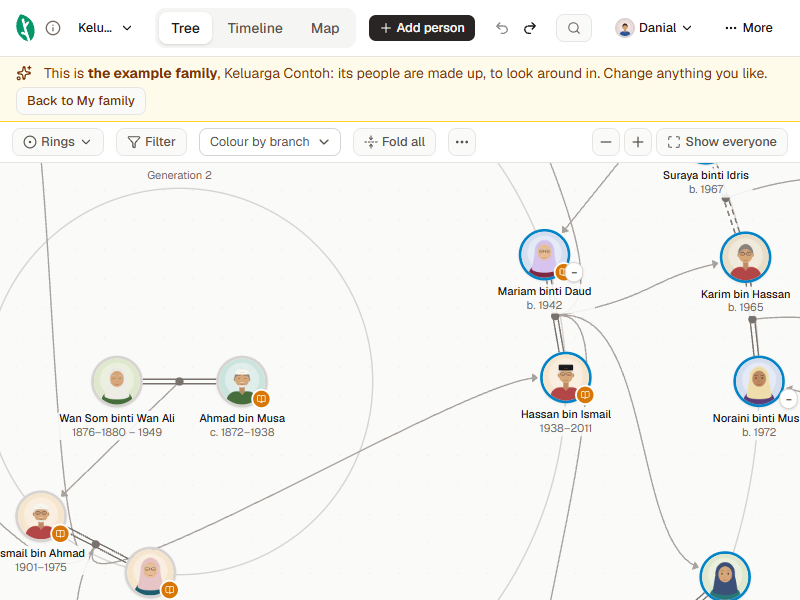 Kelu...
Tree
Timeline
Map
+ Add person
Danial
More
This is the example family, Keluarga Contoh: its people are made up, to look around in. Change anything you like.
Back to My family
Rings
Filter
Colour by branch
Fold all
Show everyone
Generation 2
Suraya binti Idris
b. 1967
Mariam binti Daud
b. 1942
Karim bin Hassan
b. 1965
Wan Som binti Wan Ali
1876–1880 – 1949
Ahmad bin Musa
c. 1872–1938
Hassan bin Ismail
1938–2011
Noraini binti Mus
b. 1972
smail bin Ahmad
1901–1975